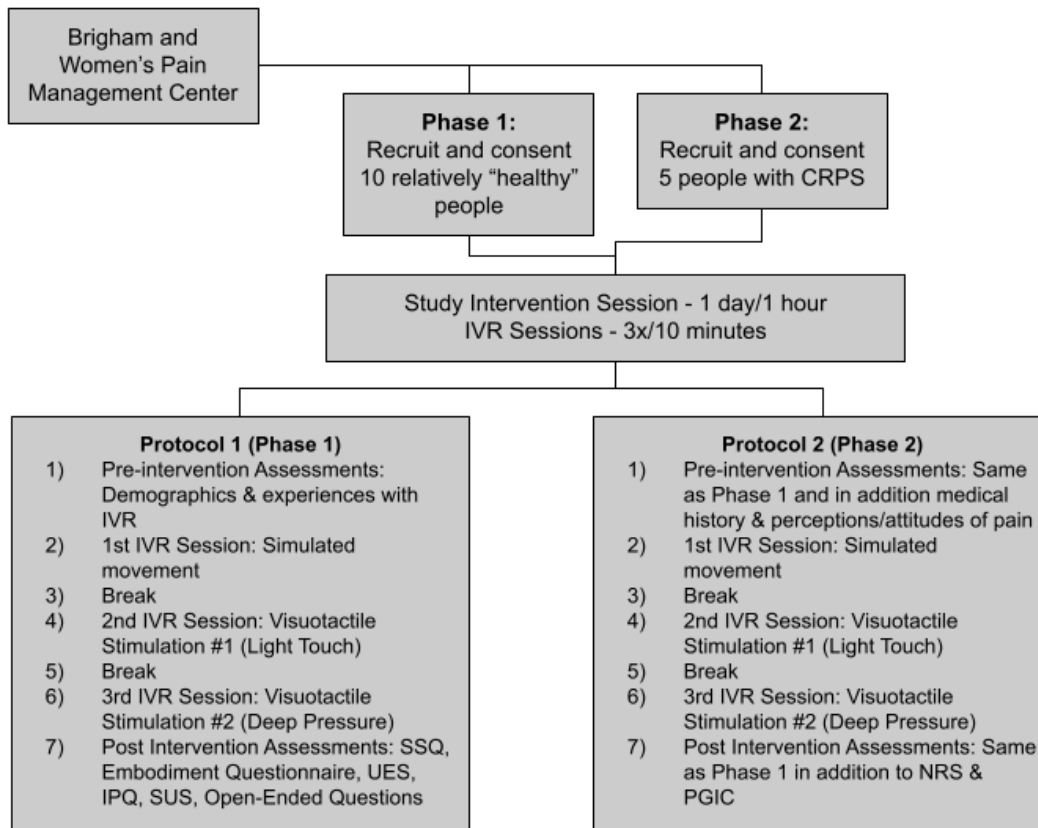 Brigham and
Women's Pain
Management Center
Phase 1:
Recruit and consent
10 relatively “healthy”
people
Phase 2:
Recruit and consent
5 people with CRPS
Study Intervention Session - 1 day/1 hour
IVR Sessions - 3x/10 minutes
Protocol 1 (Phase 1)
1) Pre-intervention Assessments:
Demographics & experiences with
IVR
2) 1st IVR Session: Simulated
movement
3) Break
4) 2nd IVR Session: Visuotactile
Stimulation #1 (Light Touch)
5) Break
6) 3rd IVR Session: Visuotactile
Stimulation #2 (Deep Pressure)
7) Post Intervention Assessments: SSQ,
Embodiment Questionnaire, UES,
IPQ, SUS, Open-Ended Questions
Protocol 2 (Phase 2)
1) Pre-intervention Assessments: Same
as Phase 1 and in addition medical
history & perceptions/attitudes of pain
2) 1st IVR Session: Simulated
movement
3) Break
4) 2nd IVR Session: Visuotactile
Stimulation #1 (Light Touch)
5) Break
6) 3rd IVR Session: Visuotactile
Stimulation #2 (Deep Pressure)
7) Post Intervention Assessments: Same
as Phase 1 in addition to NRS &
PGIC